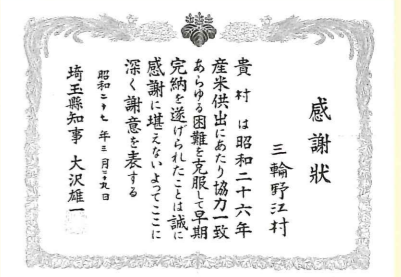 感謝狀
三輪野江村
貴村は昭和二十六年
産米供出にあたり協力一致
あらゆる困難を克服して早期
完納を遂げられたことは誠に
感謝に堪えないよってここに
深く謝意を表する
昭和二十七年三月二十九日
埼玉縣知事 大沢雄一